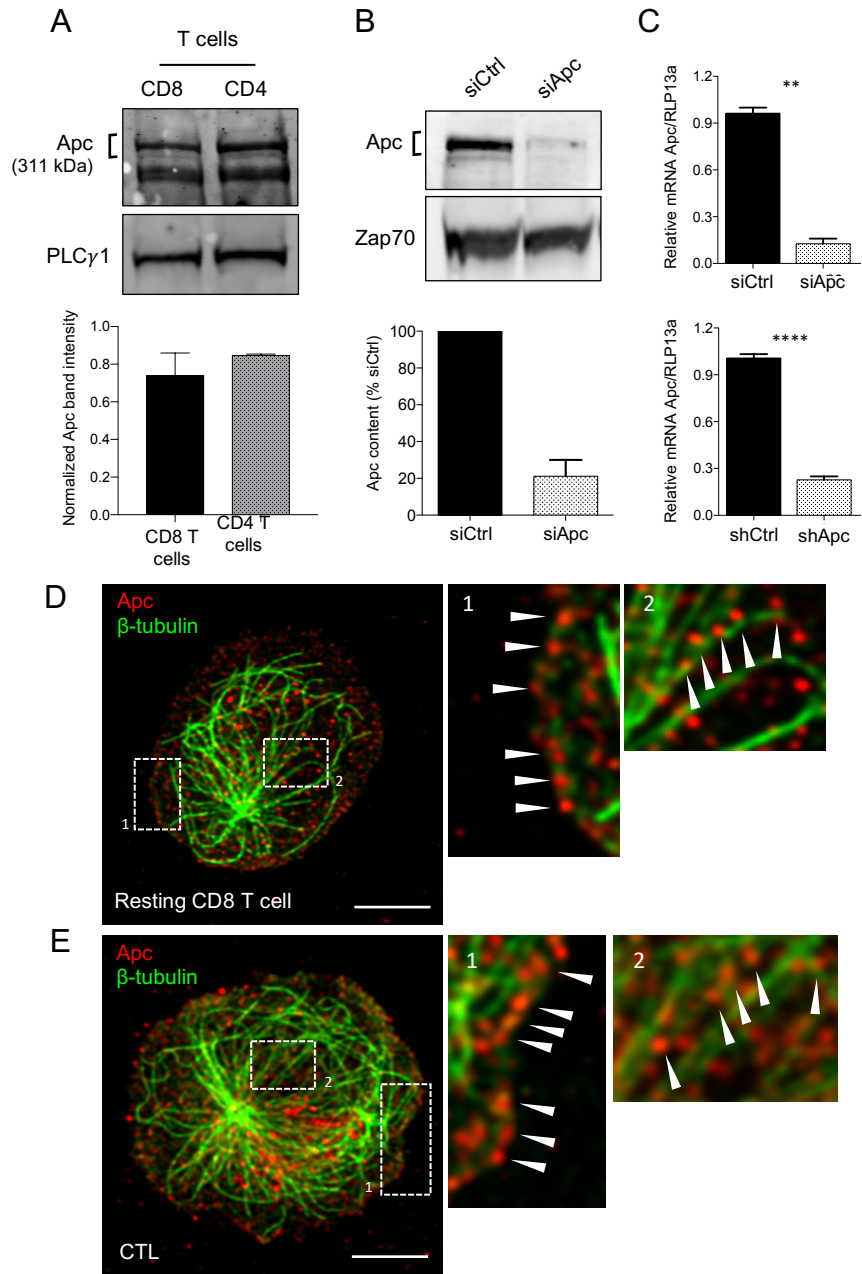 A
T cells
CD8 CD4
Apc
(311 kDa)
PLCγ1
Normalized Apc band intensity
1.0
0.8
0.6
0.4
0.2
0.0
CD8 T
cells
CD4 T
cells
B
siCtrl siApc
Apc
Zap70
Apc content (% siCtrl)
100
80
60
40
20
0
siCtrl siApc
C
Relative mRNA Apc/RLP13a
1.2
0.9
0.6
0.3
0.0
**
siCtrl siApc
Relative mRNA Apc/RLP13a
1.2
0.9
0.6
0.3
0.0
****
shCtrl shApc
D
Apc
β-tubulin
1
2
Resting CD8 T cell
1
2
E
Apc
β-tubulin
2
1
CTL
1
2